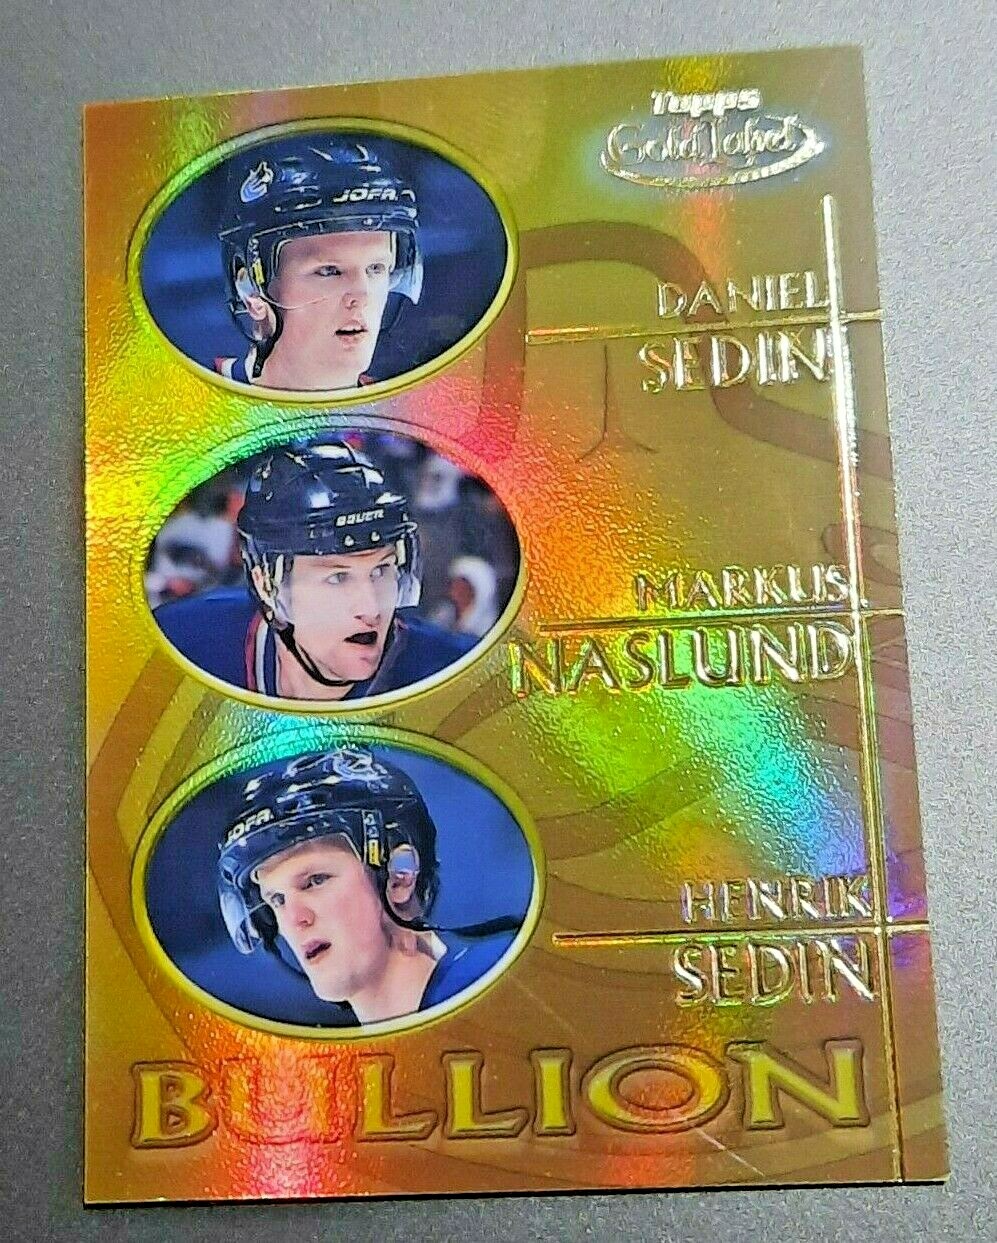 Topps
Gold Label
JOFA
DANIEL
SEDIN
BAUER
MARKUS
NASLUND
JOFA
HENRIK
SEDIN
BULLION